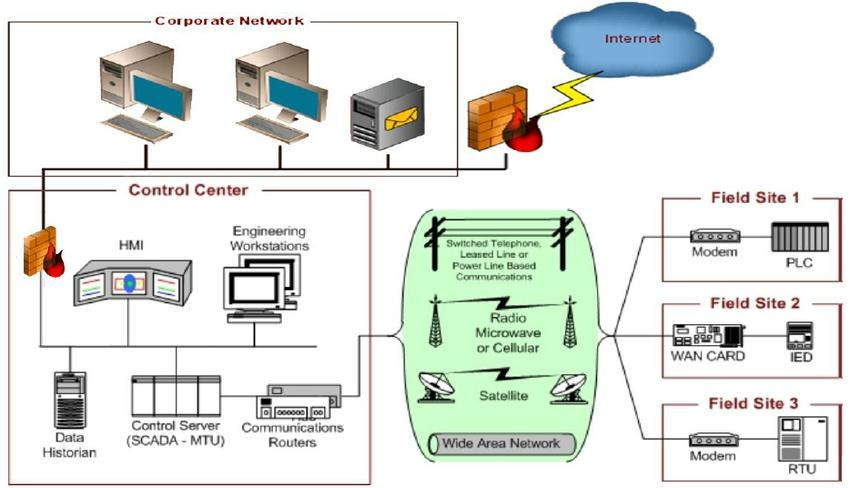 Corporate Network
Internet
Control Center
HMI
Engineering
Workstations
Data
Historian
Control Server
(SCADA - MTU)
Communications
Routers
Switched Telephone,
Leased Line or
Power Line Based
Communications
Radio
Microwave
or Cellular
Satellite
Wide Area Network
Field Site 1
Modem
PLC
Field Site 2
WAN CARD
IED
Field Site 3
Modem
RTU